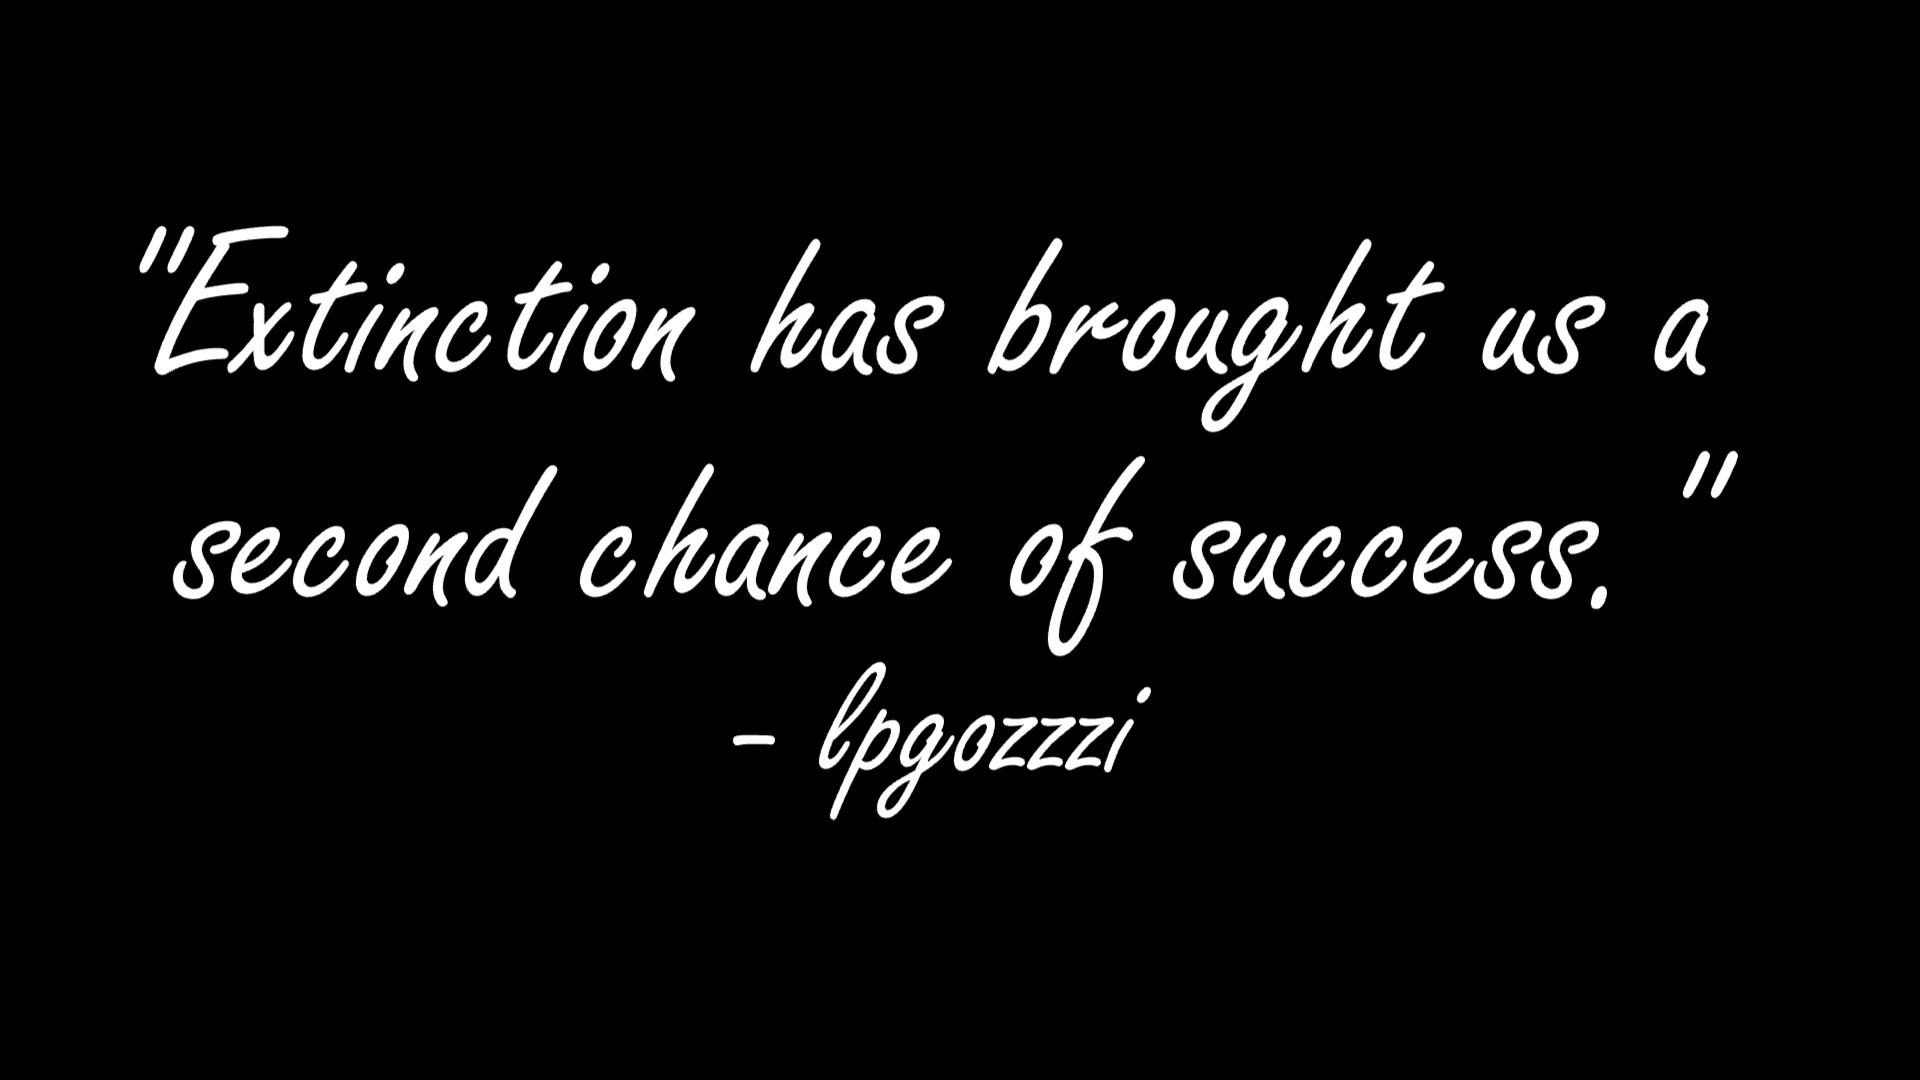 "Extinction has brought us a
second chance of success."
- lpgozzzi